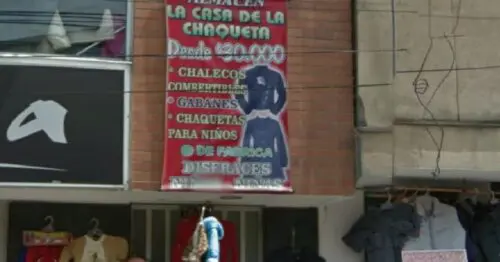 ALMACEN
LA CASA DE LA
CHAQUETA
Desde $30.000
• CHALECOS
COMBERTIBLES
• GABANES
• CHAQUETAS
PARA NIÑOS
DE FABRICA
DISFRACES